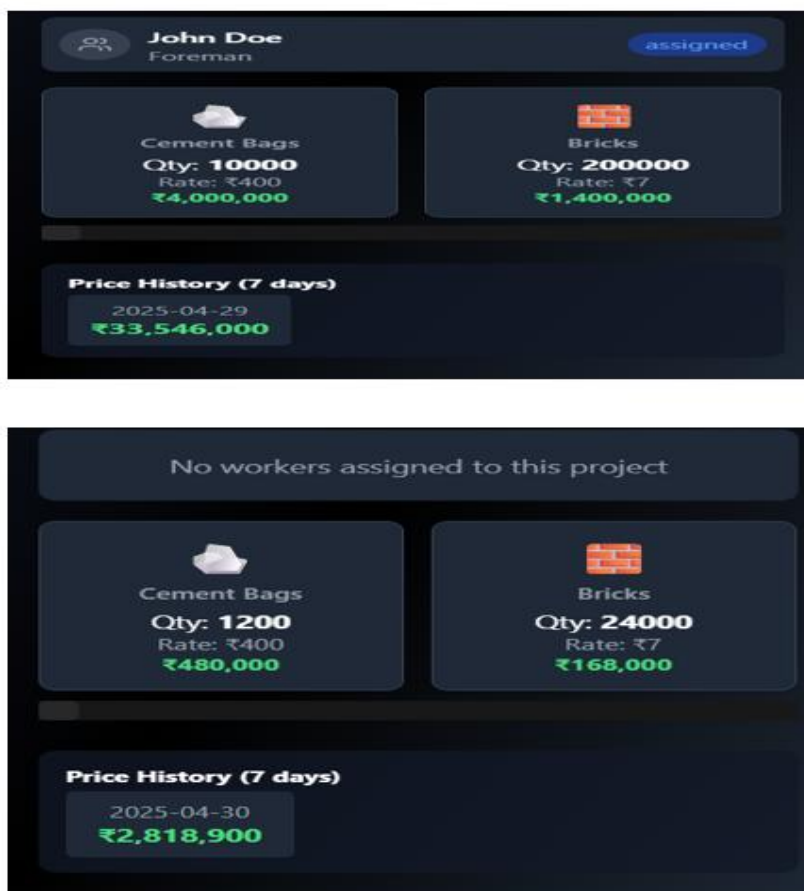 John Doe
Foreman
assigned
Cement Bags
Qty: 10000
Rate: ₹400
₹4,000,000
Bricks
Qty: 200000
Rate: ₹7
₹1,400,000
Price History (7 days)
2025-04-29
₹33,546,000
No workers assigned to this project
Cement Bags
Qty: 1200
Rate: ₹400
₹480,000
Bricks
Qty: 24000
Rate: ₹7
₹168,000
Price History (7 days)
2025-04-30
₹2,818,900